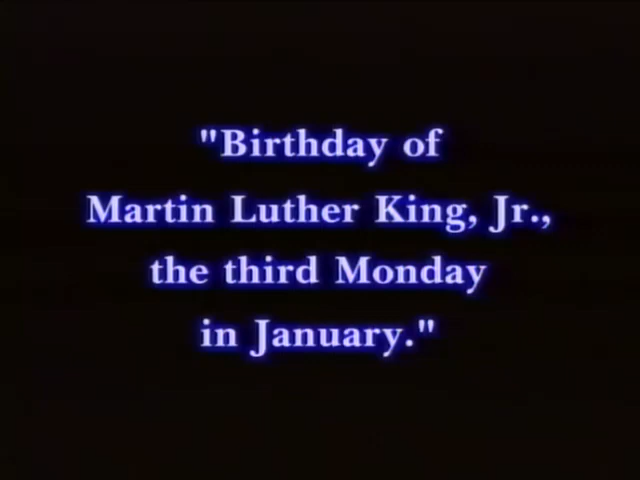 "Birthday of
Martin Luther King, Jr.,
the third Monday
in January."